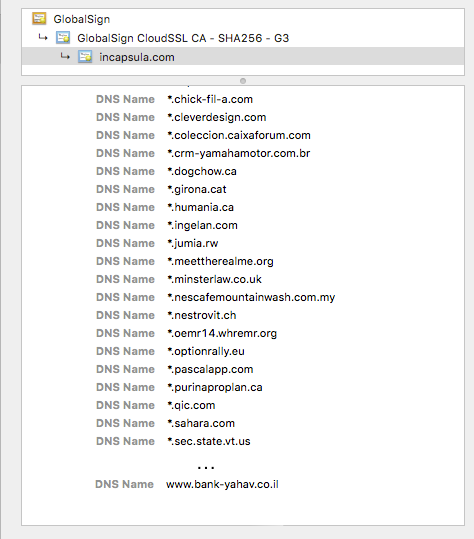 GlobalSign
GlobalSign CloudSSL CA - SHA256 - G3
incapsula.com
DNS Name *.chick-fil-a.com
DNS Name *.cleverdesign.com
DNS Name *.coleccion.caixaforum.com
DNS Name *.crm-yamahamotor.com.br
DNS Name *.dogchow.ca
DNS Name *.girona.cat
DNS Name *.humania.ca
DNS Name *.ingelan.com
DNS Name *.jumia.rw
DNS Name *.meettherealme.org
DNS Name *.minsterlaw.co.uk
DNS Name *.nescafemountainwash.com.my
DNS Name *.nestrovit.ch
DNS Name *.oemr14.whremr.org
DNS Name *.optionrally.eu
DNS Name *.pascalapp.com
DNS Name *.purinaproplan.ca
DNS Name *.qic.com
DNS Name *.sahara.com
DNS Name *.sec.state.vt.us
...
DNS Name www.bank-yahav.co.il